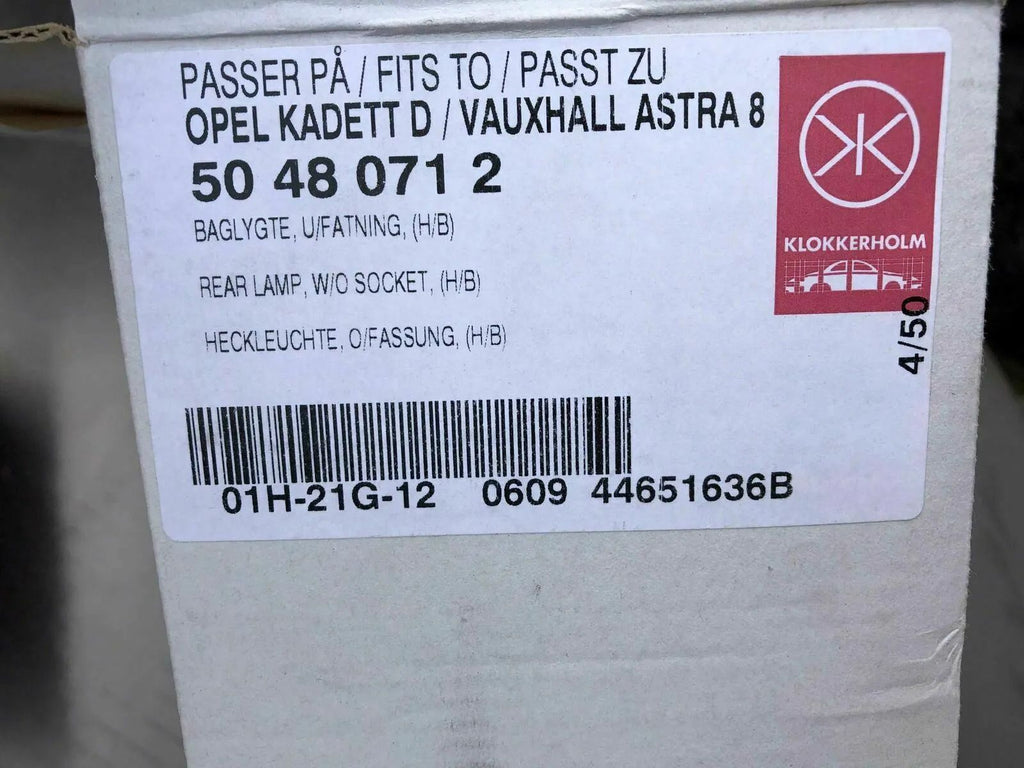 PASSER PÅ / FITS TO / PASST ZU
OPEL KADETT D / VAUXHALL ASTRA 8
50 48 071 2
BAGLYGTE, U/FATNING, (H/B)
REAR LAMP, W/O SOCKET, (H/B)
HECKLEUCHTE, O/FASSUNG, (H/B)
KLOKKERHOLM
4/50
01H-21G-12 0609 44651636B